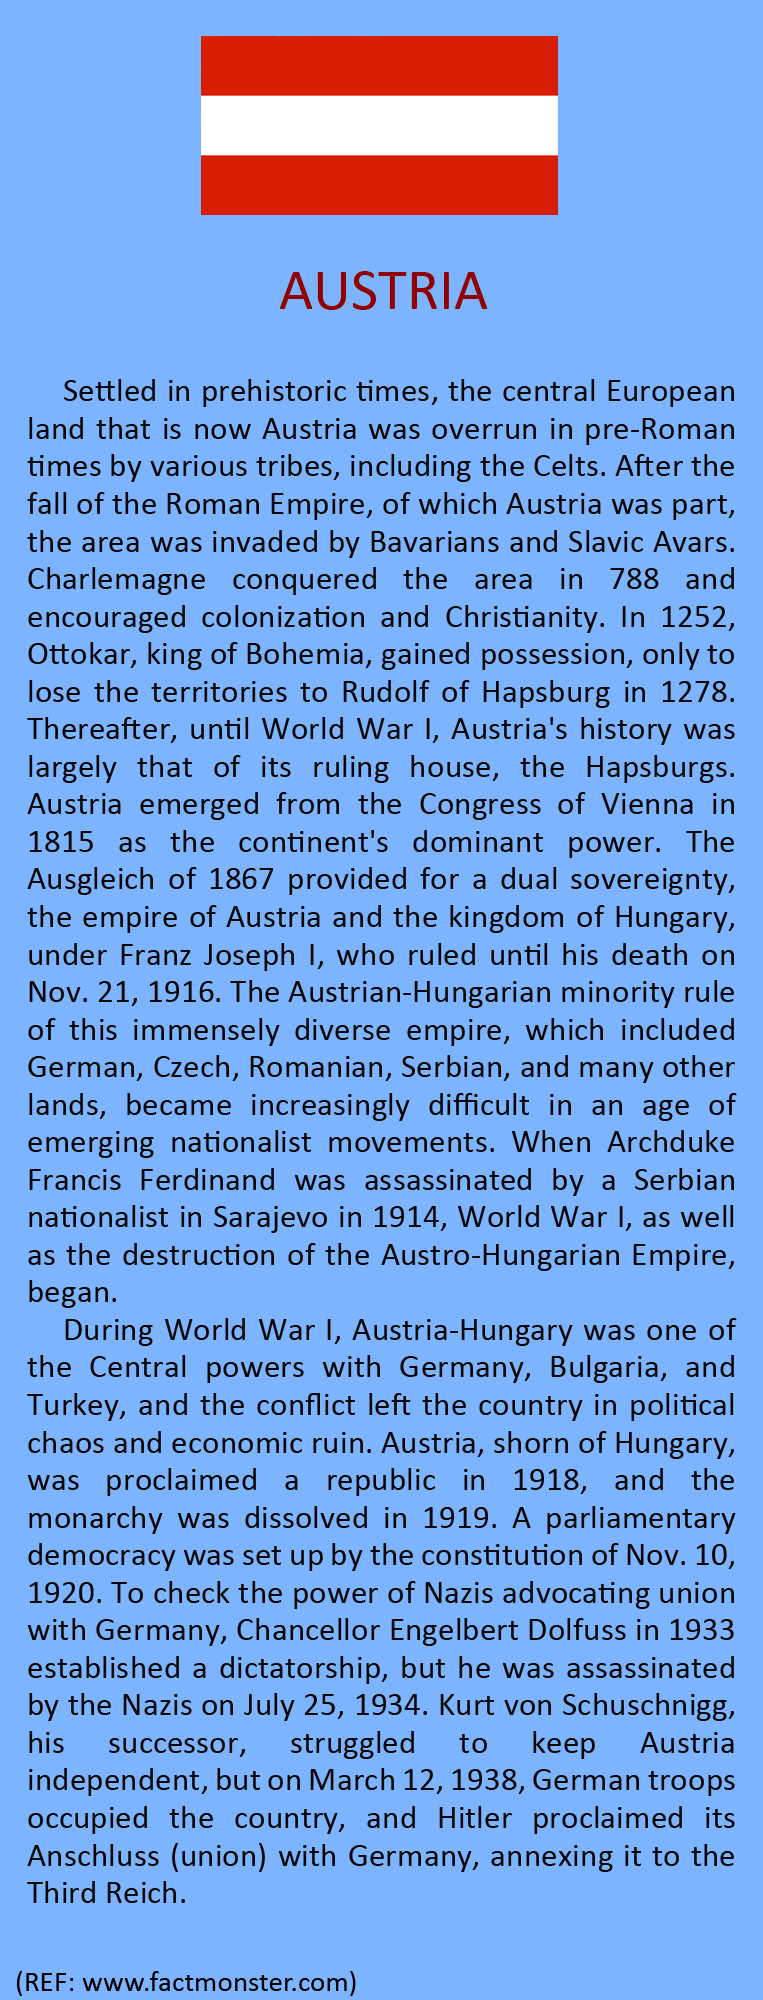 AUSTRIA
Settled in prehistoric times, the central European
land that is now Austria was overrun in pre-Roman
times by various tribes, including the Celts. After the
fall of the Roman Empire, of which Austria was part,
the area was invaded by Bavarians and Slavic Avars.
Charlemagne conquered the area in 788 and
encouraged colonization and Christianity. In 1252,
Ottokar, king of Bohemia, gained possession, only to
lose the territories to Rudolf of Hapsburg in 1278.
Thereafter, until World War I, Austria's history was
largely that of its ruling house, the Hapsburgs.
Austria emerged from the Congress of Vienna in
1815 as the continent's dominant power. The
Ausgleich of 1867 provided for a dual sovereignty,
the empire of Austria and the kingdom of Hungary,
under Franz Joseph I, who ruled until his death on
Nov. 21, 1916. The Austrian-Hungarian minority rule
of this immensely diverse empire, which included
German, Czech, Romanian, Serbian, and many other
lands, became increasingly difficult in an age of
emerging nationalist movements. When Archduke
Francis Ferdinand was assassinated by a Serbian
nationalist in Sarajevo in 1914, World War I, as well
as the destruction of the Austro-Hungarian Empire,
began.
During World War I, Austria-Hungary was one of
the Central powers with Germany, Bulgaria, and
Turkey, and the conflict left the country in political
chaos and economic ruin. Austria, shorn of Hungary,
was proclaimed a republic in 1918, and the
monarchy was dissolved in 1919. A parliamentary
democracy was set up by the constitution of Nov. 10,
1920. To check the power of Nazis advocating union
with Germany, Chancellor Engelbert Dolfuss in 1933
established a dictatorship, but he was assassinated
by the Nazis on July 25, 1934. Kurt von Schuschnigg,
his successor, struggled to keep Austria
independent, but on March 12, 1938, German troops
occupied the country, and Hitler proclaimed its
Anschluss (union) with Germany, annexing it to the
Third Reich.
(REF: www.factmonster.com)